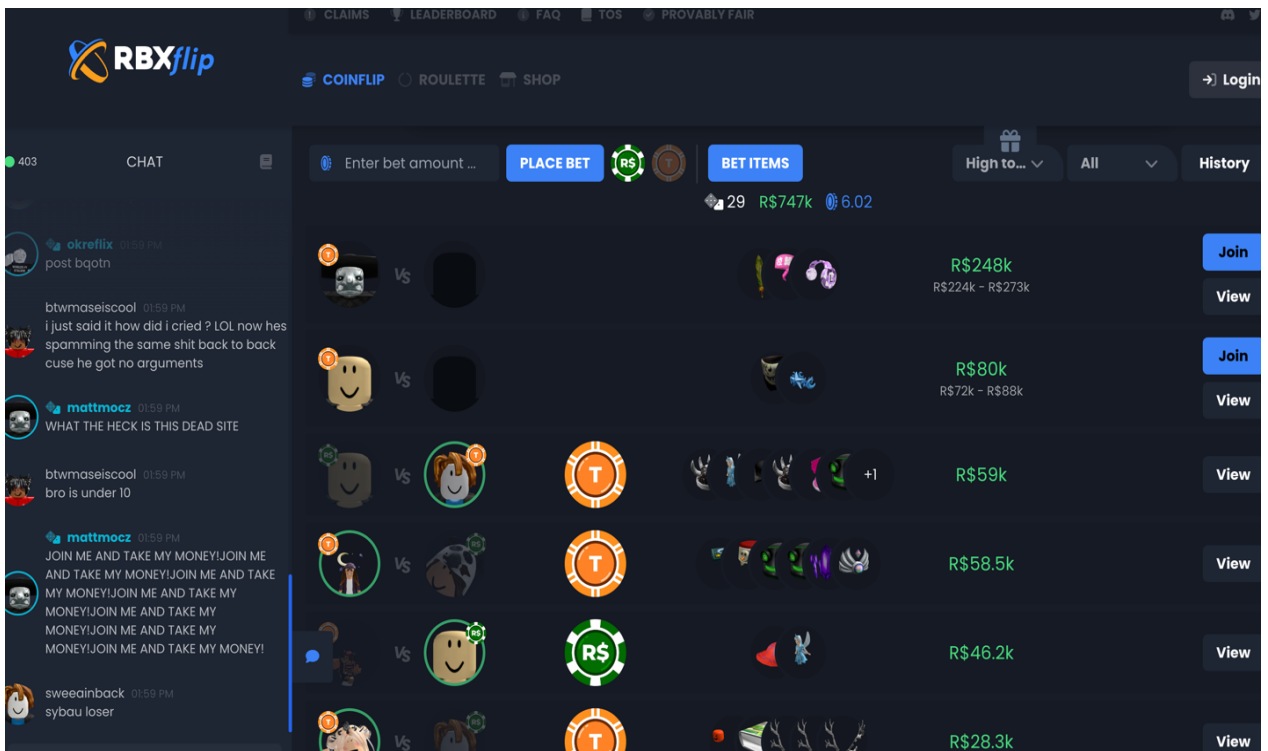 CLAIMS LEADERBOARD FAQ TOS PROVABLY FAIR
RBXflip
COINFLIP ROULETTE SHOP
Login
403 CHAT
Enter bet amount ... PLACE BET R$ T BET ITEMS
High to... All History
29 R$747k 6.02
okreflix 01:59 PM
post bqotn
btwmaseiscool 01:59 PM
i just said it how did i cried ? LOL now hes
spamming the same shit back to back
cuse he got no arguments
mattmocz 01:59 PM
WHAT THE HECK IS THIS DEAD SITE
btwmaseiscool 01:59 PM
bro is under 10
mattmocz 01:59 PM
JOIN ME AND TAKE MY MONEY!JOIN ME
AND TAKE MY MONEY!JOIN ME AND TAKE
MY MONEY!JOIN ME AND TAKE MY
MONEY!JOIN ME AND TAKE MY
MONEY!JOIN ME AND TAKE MY
MONEY!JOIN ME AND TAKE MY MONEY!
sweeainback 01:59 PM
sybau loser
T VS R$248k Join
R$224k - R$273k
View
T VS R$80k Join
R$72k - R$88k
View
R$ VS T T +1 R$59k View
T VS R$ T R$58.5k View
T VS R$ R$ R$46.2k View
T VS R$ T R$28.3k View